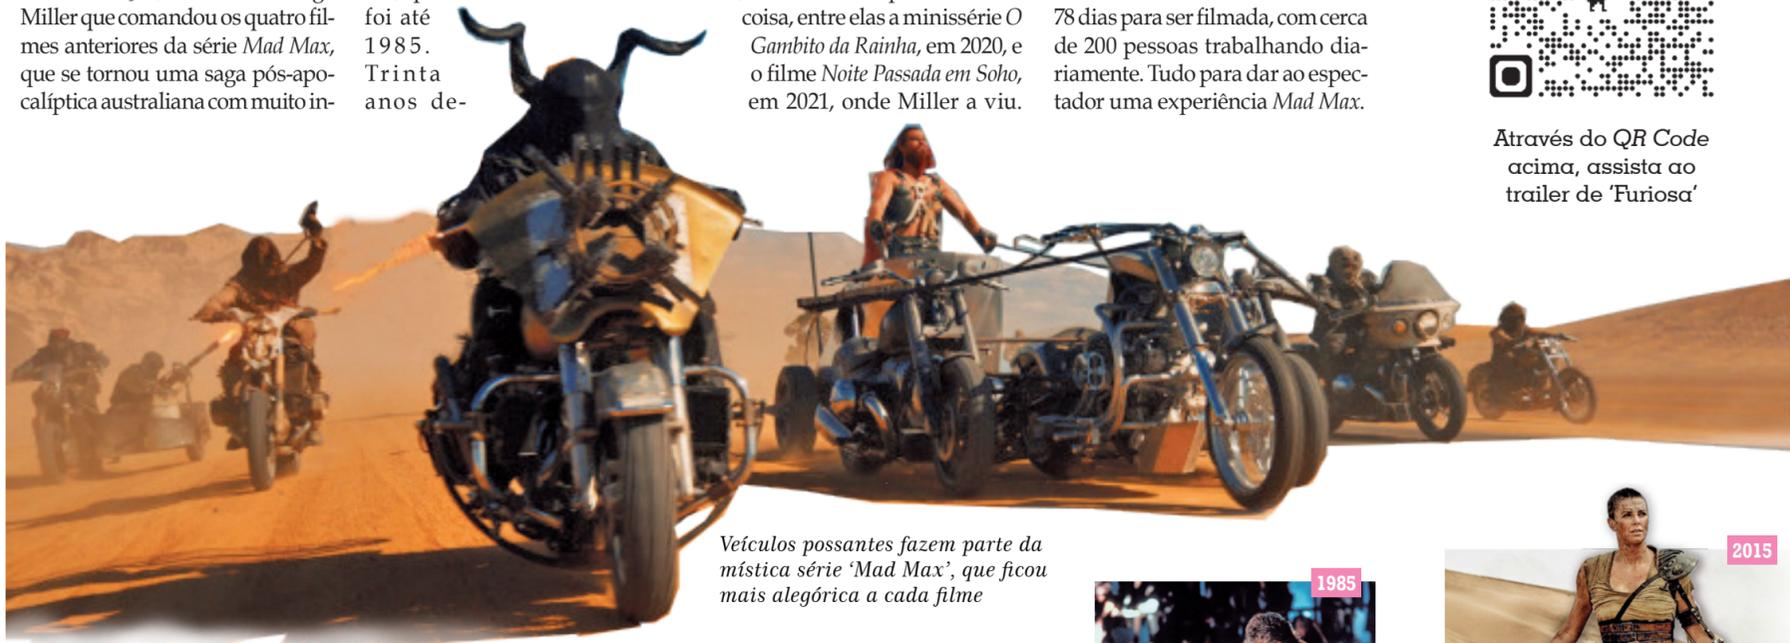 Miller que comandou os quatro fil-
mes anteriores da série Mad Max,
que se tornou uma saga pós-apo-
calíptica australiana com muito in-
foi até
1985.
Trinta
anos de-
coisa, entre elas a minissérie O
Gambito da Rainha, em 2020, e
o filme Noite Passada em Soho,
em 2021, onde Miller a viu.
78 dias para ser filmada, com cerca
de 200 pessoas trabalhando dia-
riamente. Tudo para dar ao espec-
tador uma experiência Mad Max.
Através do QR Code
acima, assista ao
trailer de 'Furiosa'
Veículos possantes fazem parte da
mística série 'Mad Max', que ficou
mais alegórica a cada filme
1985
2015